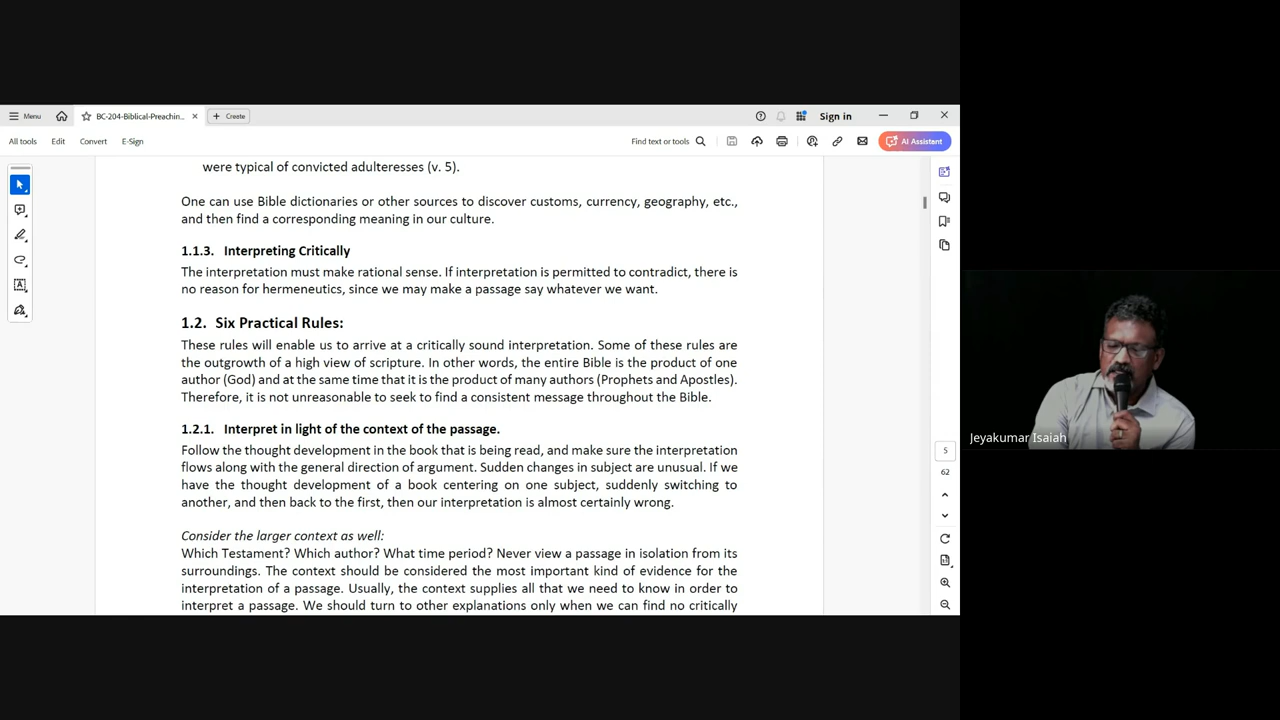 Menu
BC-204-Biblical-Preachin...
Create
Sign in
All tools
Edit
Convert
E-Sign
Find text or tools
AI Assistant
were typical of convicted adulteresses (v. 5).
One can use Bible dictionaries or other sources to discover customs, currency, geography, etc.,
and then find a corresponding meaning in our culture.
1.1.3. Interpreting Critically
The interpretation must make rational sense. If interpretation is permitted to contradict, there is
no reason for hermeneutics, since we may make a passage say whatever we want.
1.2. Six Practical Rules:
These rules will enable us to arrive at a critically sound interpretation. Some of these rules are
the outgrowth of a high view of scripture. In other words, the entire Bible is the product of one
author (God) and at the same time that it is the product of many authors (Prophets and Apostles).
Therefore, it is not unreasonable to seek to find a consistent message throughout the Bible.
1.2.1. Interpret in light of the context of the passage.
Follow the thought development in the book that is being read, and make sure the interpretation
flows along with the general direction of argument. Sudden changes in subject are unusual. If we
have the thought development of a book centering on one subject, suddenly switching to
another, and then back to the first, then our interpretation is almost certainly wrong.
Consider the larger context as well:
Which Testament? Which author? What time period? Never view a passage in isolation from its
surroundings. The context should be considered the most important kind of evidence for the
interpretation of a passage. Usually, the context supplies all that we need to know in order to
interpret a passage. We should turn to other explanations only when we can find no critically
5
62
Jeyakumar Isaiah